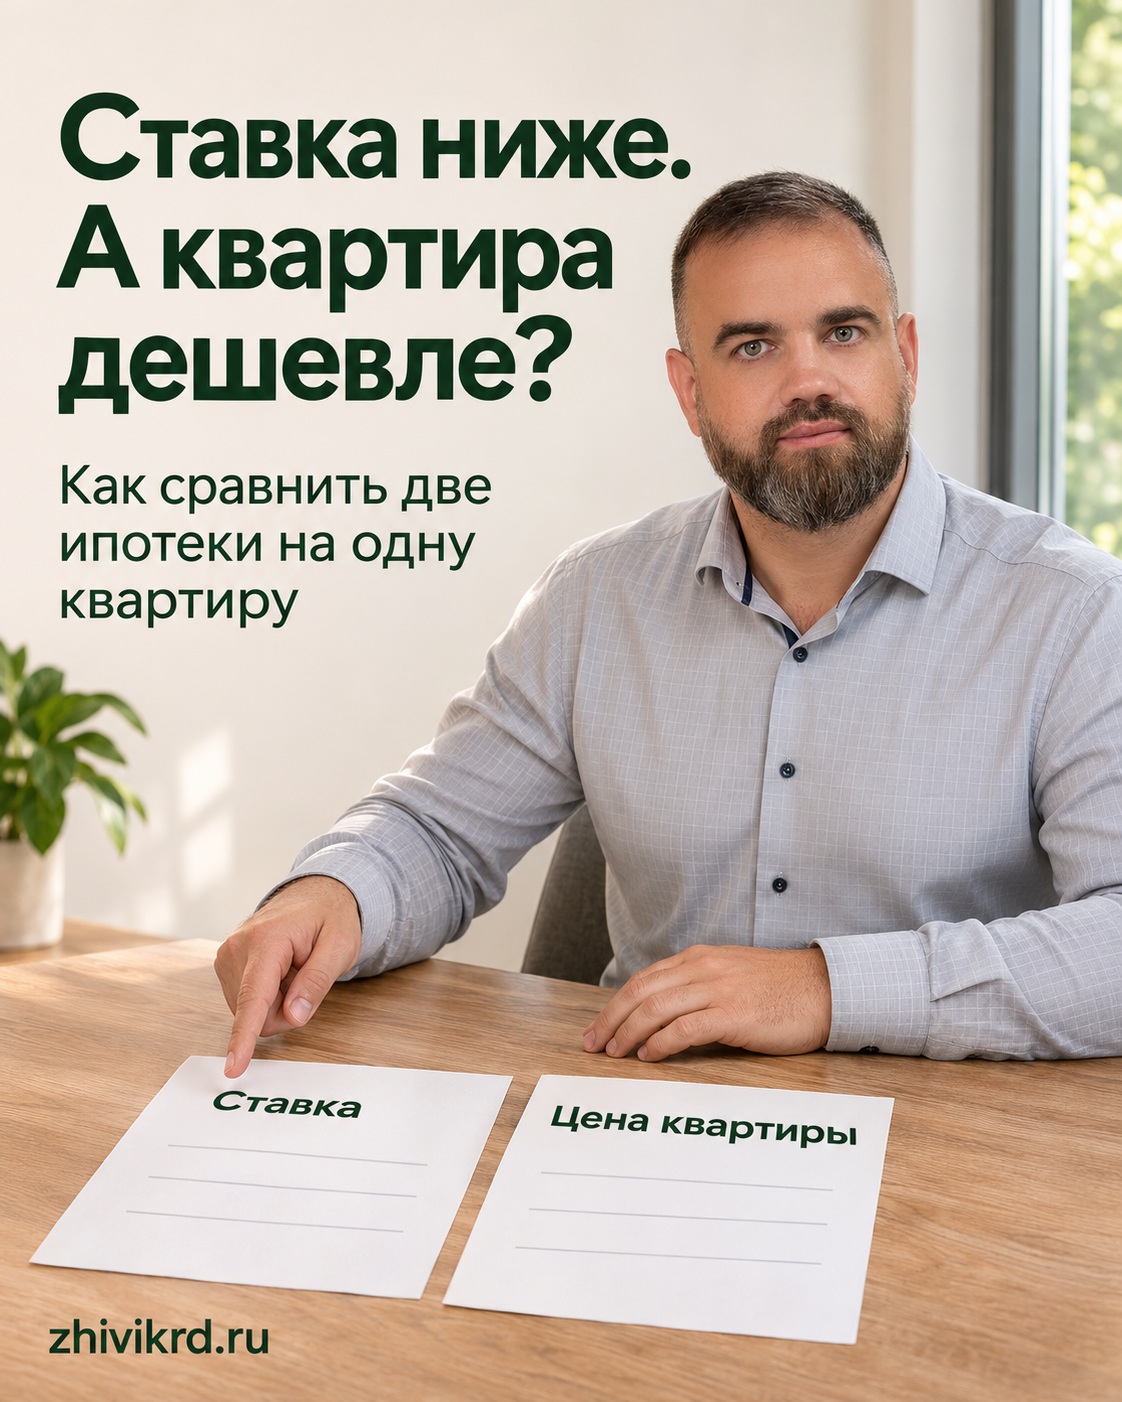 Ставка ниже.
А квартира
дешевле?
Как сравнить две
ипотеки на одну
квартиру
Ставка
Цена квартиры
zhivikrd.ru